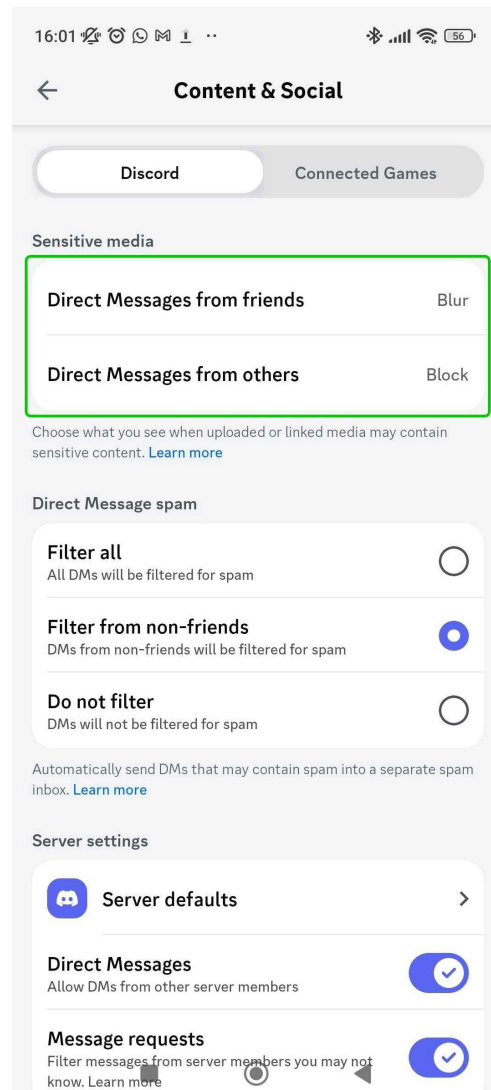 16:01
56
Content & Social
Discord
Connected Games
Sensitive media
Direct Messages from friends
Blur
Direct Messages from others
Block
Choose what you see when uploaded or linked media may contain
sensitive content. Learn more
Direct Message spam
Filter all
All DMs will be filtered for spam
Filter from non-friends
DMs from non-friends will be filtered for spam
Do not filter
DMs will not be filtered for spam
Automatically send DMs that may contain spam into a separate spam
inbox. Learn more
Server settings
Server defaults
Direct Messages
Allow DMs from other server members
Message requests
Filter messages from server members you may not
know. Learn more